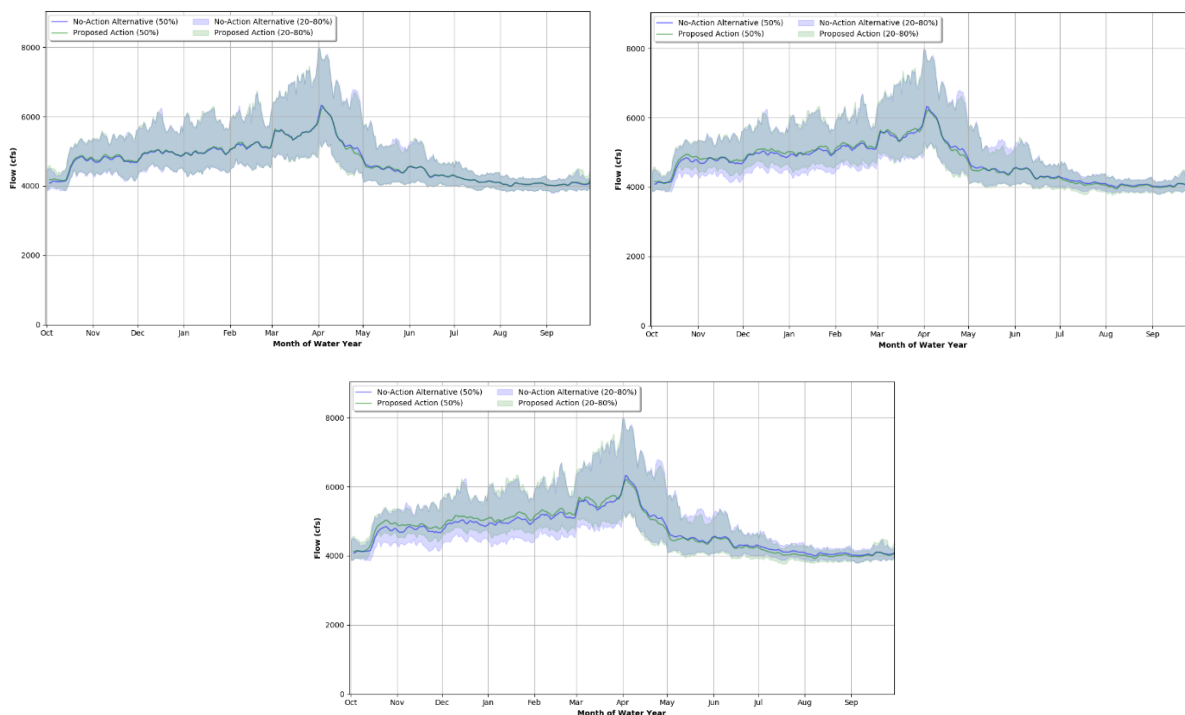 No-Action Alternative (50%) No-Action Alternative (20–80%)
Proposed Action (50%) Proposed Action (20–80%)
8000
6000
4000
2000
0
Flow (cfs)
Oct Nov Dec Jan Feb Mar Apr May Jun Jul Aug Sep
Month of Water Year
No-Action Alternative (50%) No-Action Alternative (20–80%)
Proposed Action (50%) Proposed Action (20–80%)
8000
6000
4000
2000
0
Flow (cfs)
Oct Nov Dec Jan Feb Mar Apr May Jun Jul Aug Sep
Month of Water Year
No-Action Alternative (50%) No-Action Alternative (20–80%)
Proposed Action (50%) Proposed Action (20–80%)
8000
6000
4000
2000
0
Flow (cfs)
Oct Nov Dec Jan Feb Mar Apr May Jun Jul Aug Sep
Month of Water Year